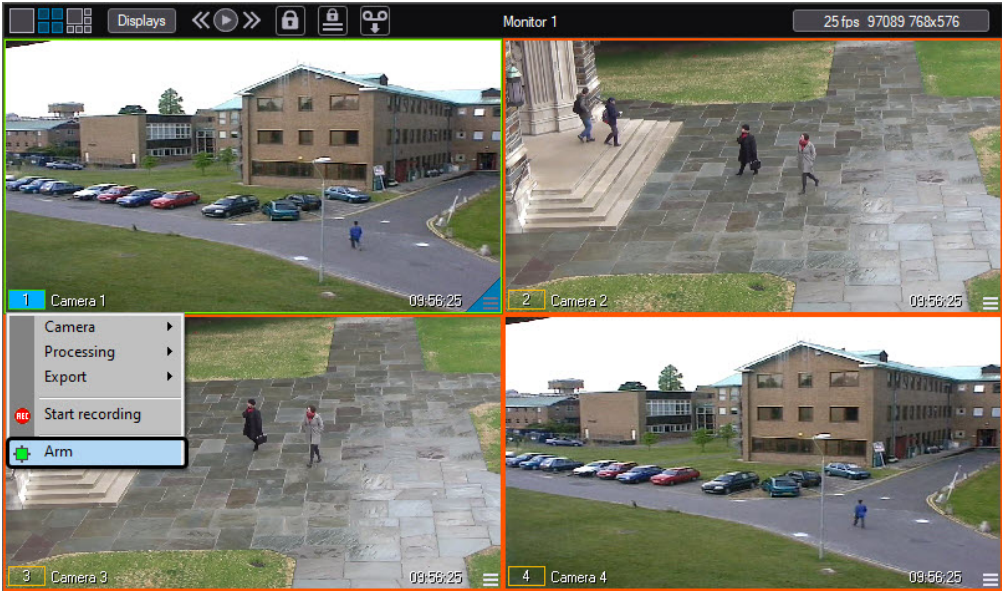 Displays
Monitor 1
25 fps 97089 768x576
1 Camera 1 09:56:25
2 Camera 2 09:56:25
Camera
Processing
Export
REC Start recording
Arm
3 Camera 3 09:56:25
4 Camera 4 09:56:25